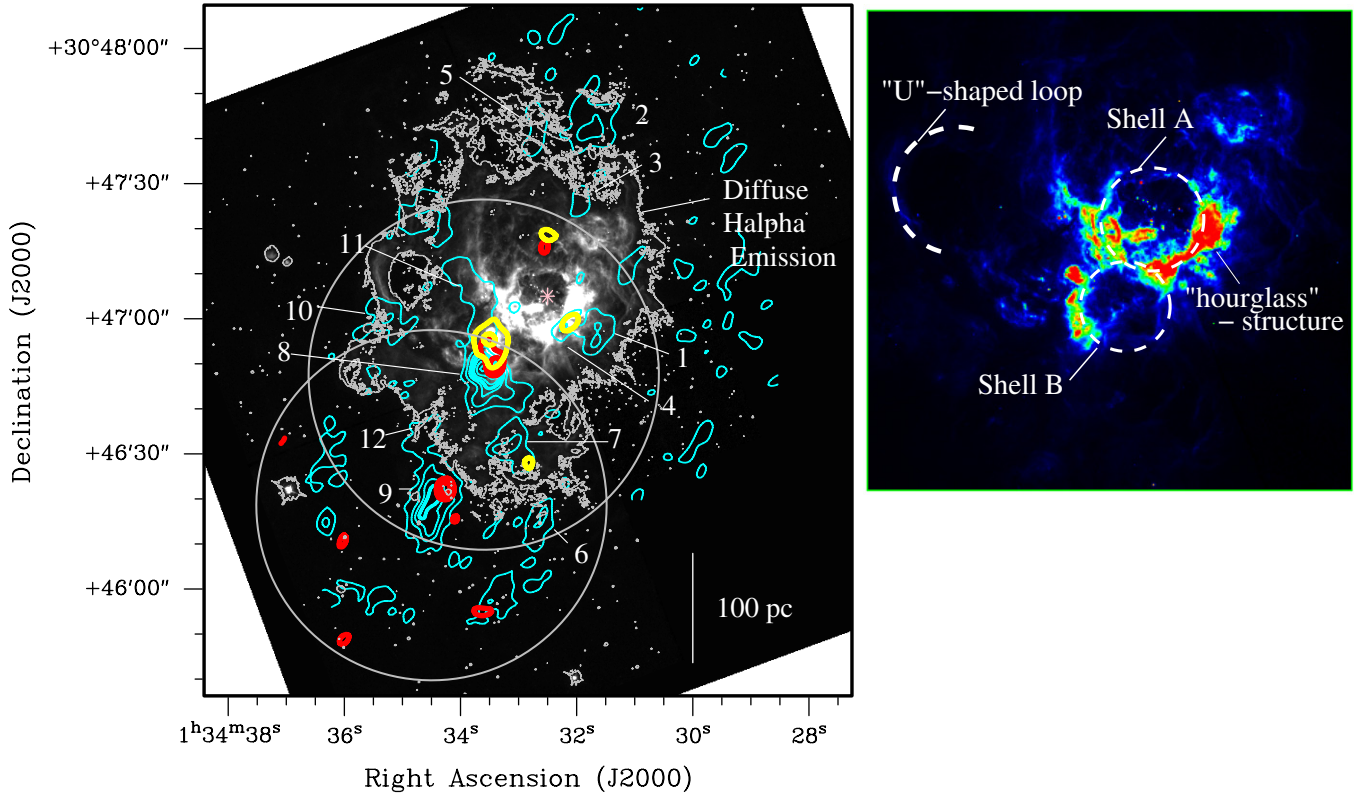 +30°48′00″
+47′30″
+47′00″
+46′30″
+46′00″
Declination (J2000)
1ʰ34ᵐ38ˢ
36ˢ
34ˢ
32ˢ
30ˢ
28ˢ
Right Ascension (J2000)
5
2
3
Diffuse
Halpha
Emission
11
10
8
1
4
12
7
9
6
100 pc
"U"−shaped loop
Shell A
"hourglass"
− structure
Shell B